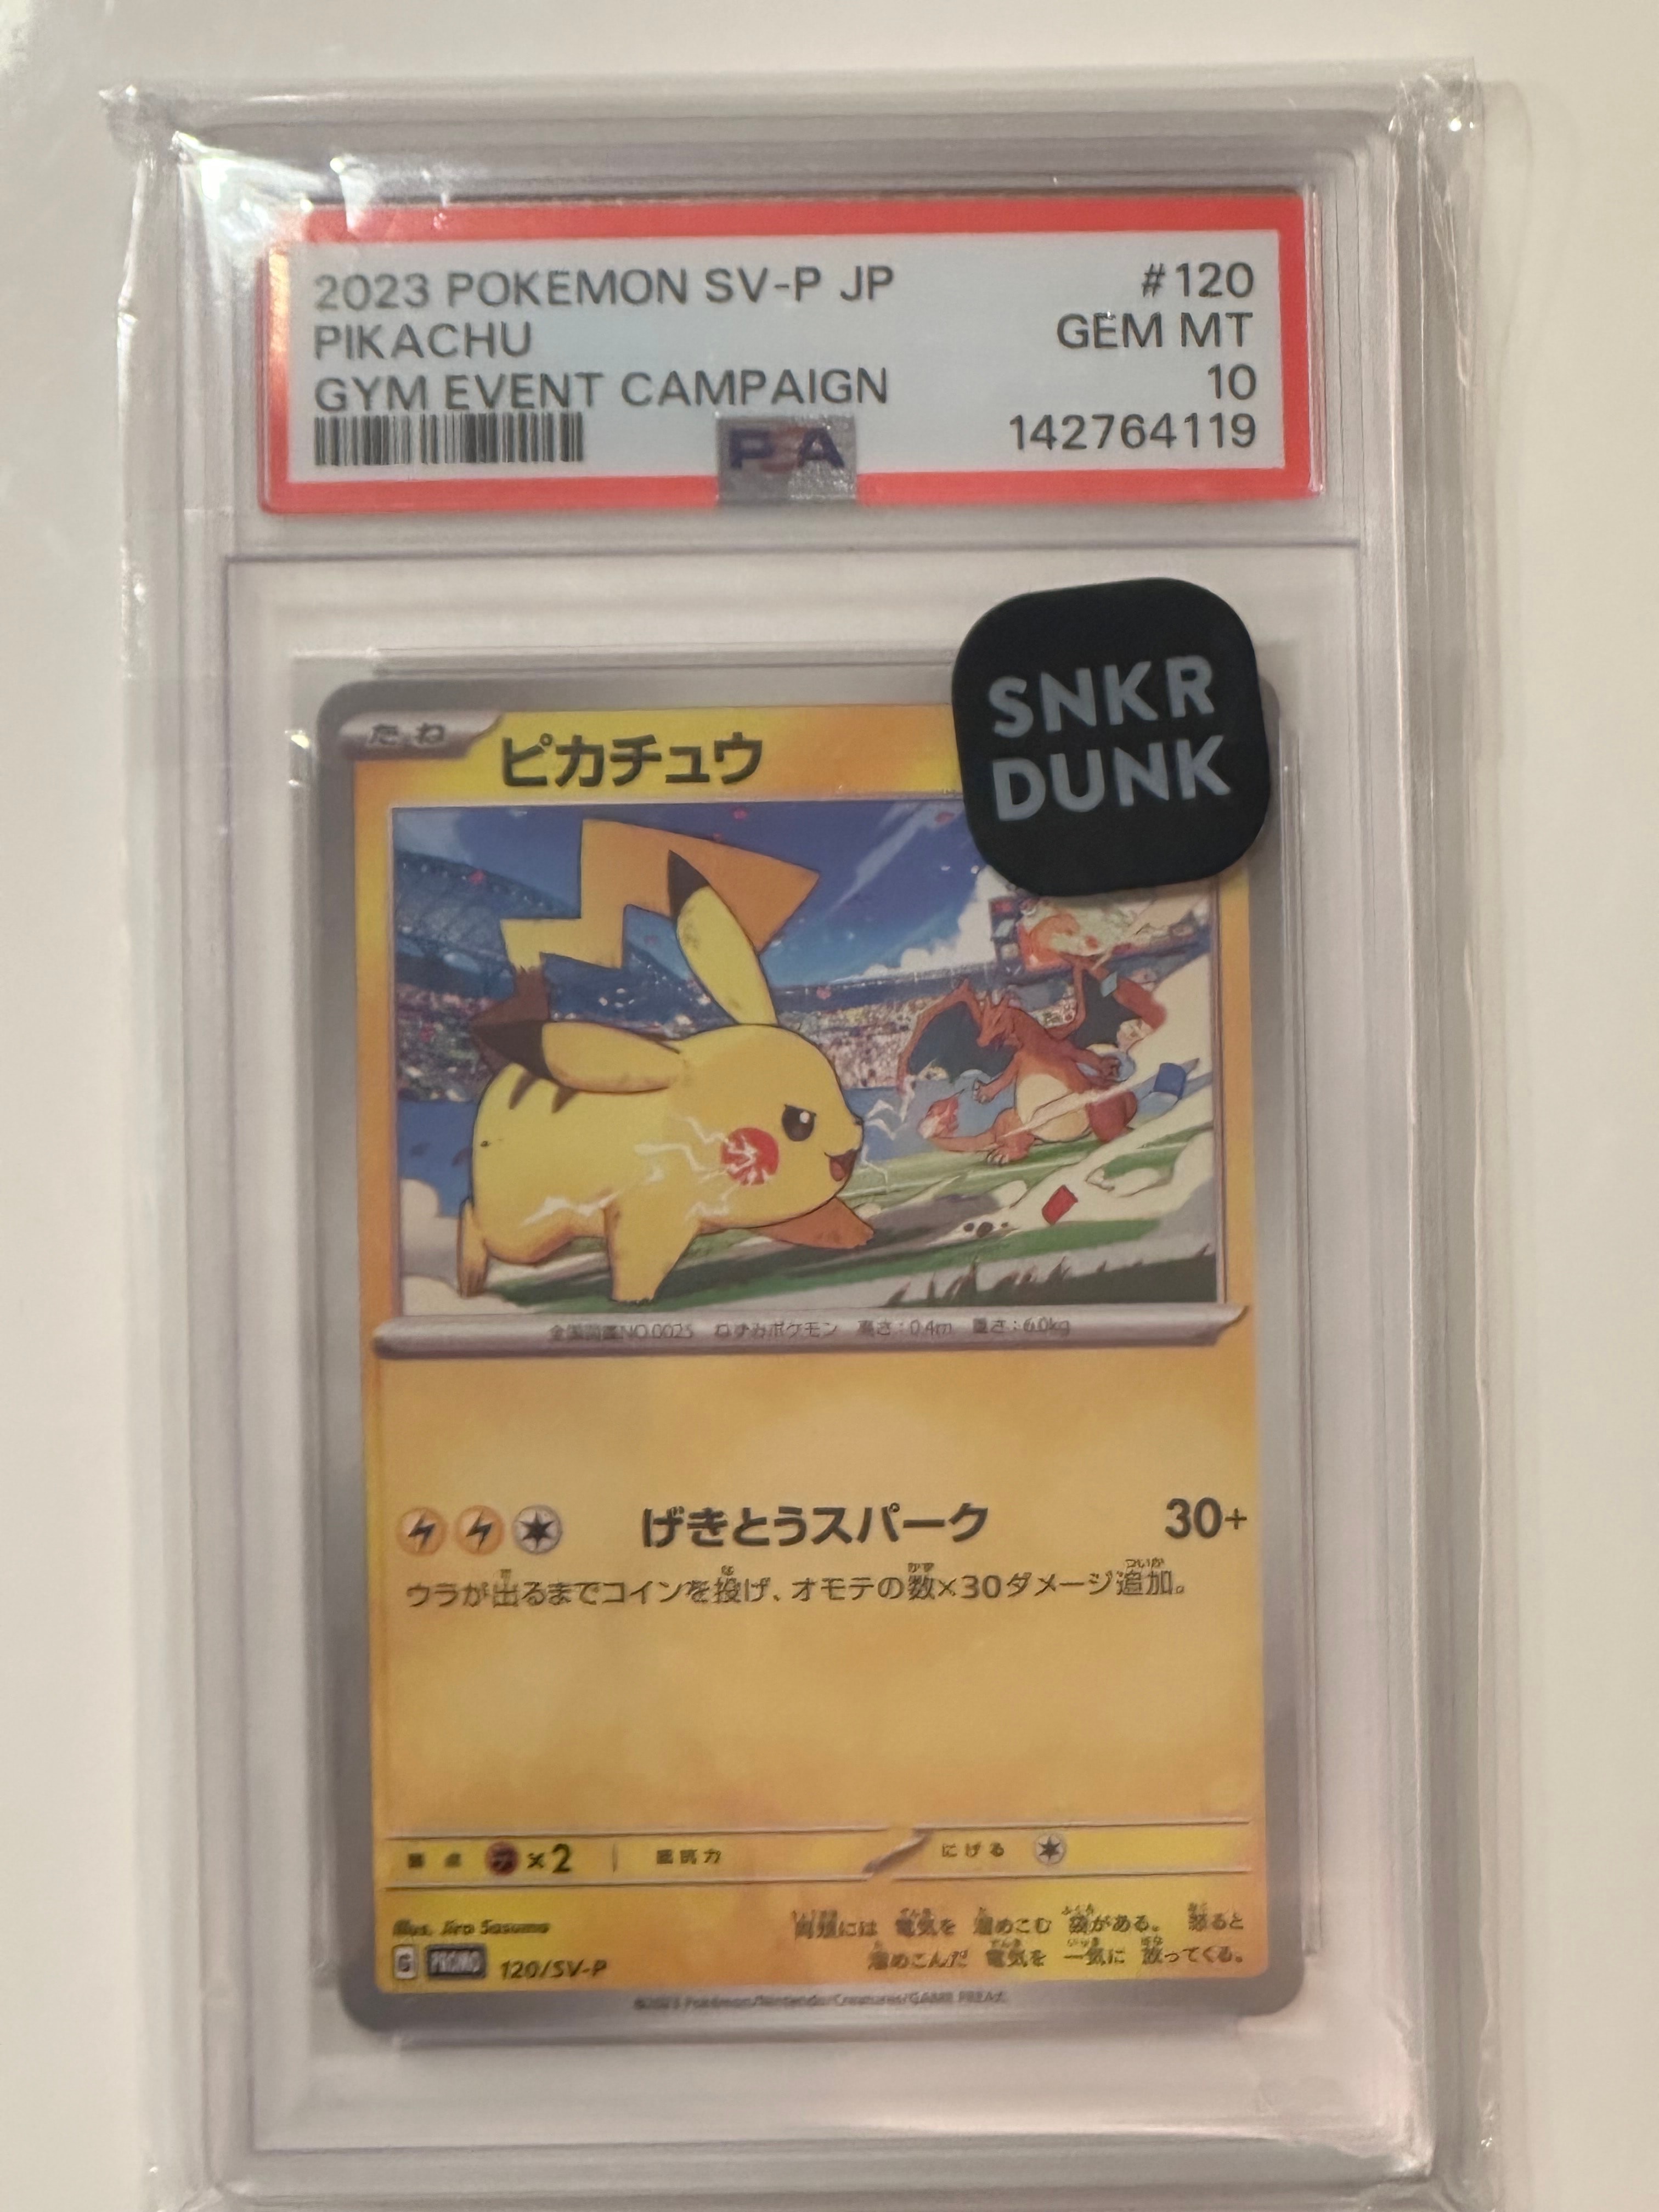 2023 POKEMON SV-P JP #120
PIKACHU GEM MT
GYM EVENT CAMPAIGN 10
142764119
PSA
SNKR
DUNK
たね
ピカチュウ
全国図鑑NO.0025 ねずみポケモン 高さ:0.4m 重さ:6.0kg
げきとうスパーク 30+
ウラが出るまでコインを投げ、オモテの数×30ダメージ追加。
弱点 ×2 抵抗力 にげる
Illus. Jiro Sasumo
両頬には 電気を 溜めこむ 袋がある。 怒ると
溜めこんだ 電気を 一気に 放ってくる。
G PROMO 120/SV-P
©2023 Pokémon/Nintendo/Creatures/GAME FREAK